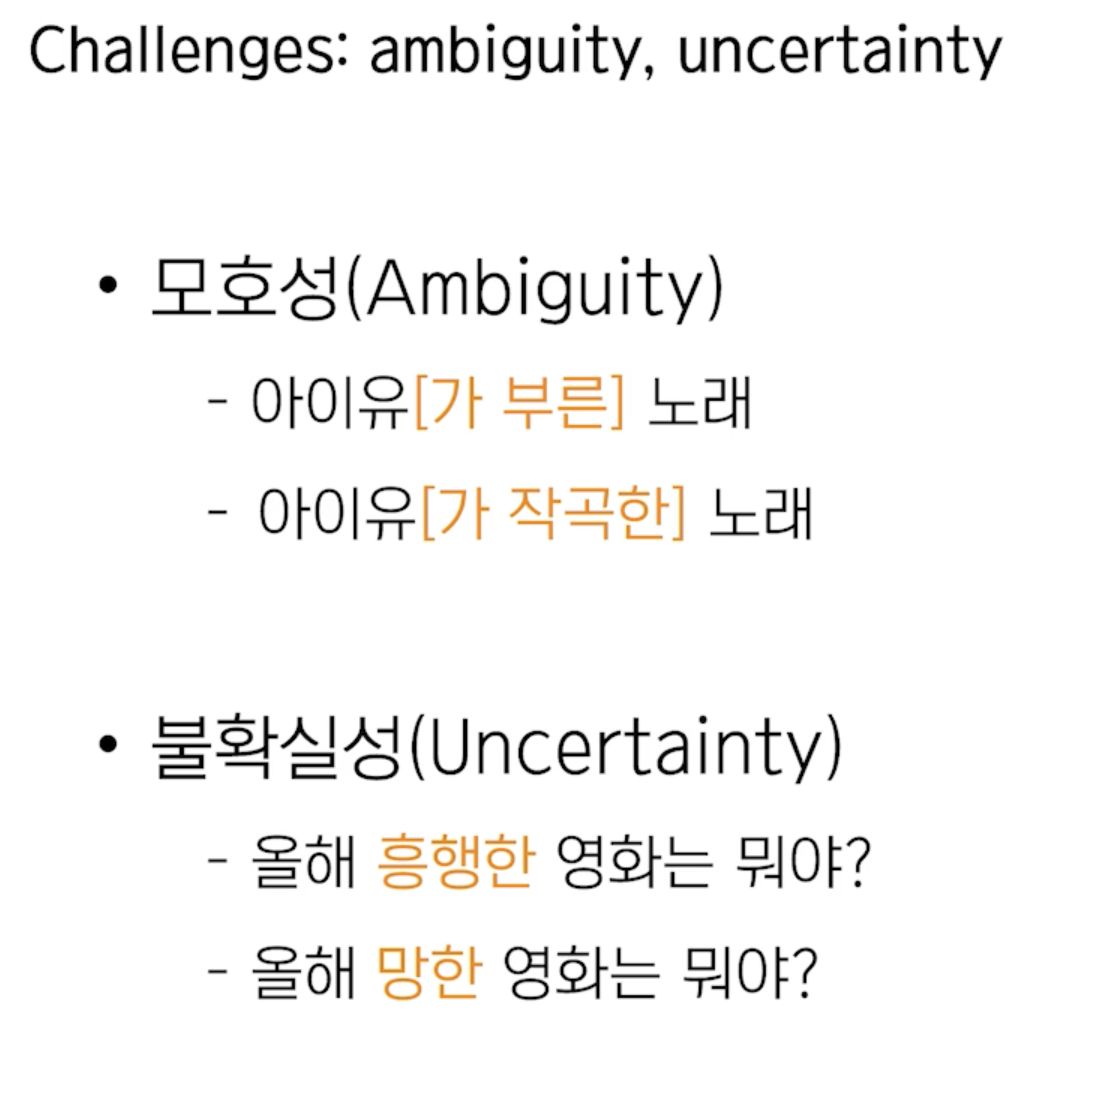 Challenges: ambiguity, uncertainty
• 모호성(Ambiguity)
- 아이유[가 부른] 노래
- 아이유[가 작곡한] 노래
• 불확실성(Uncertainty)
- 올해 흥행한 영화는 뭐야?
- 올해 망한 영화는 뭐야?